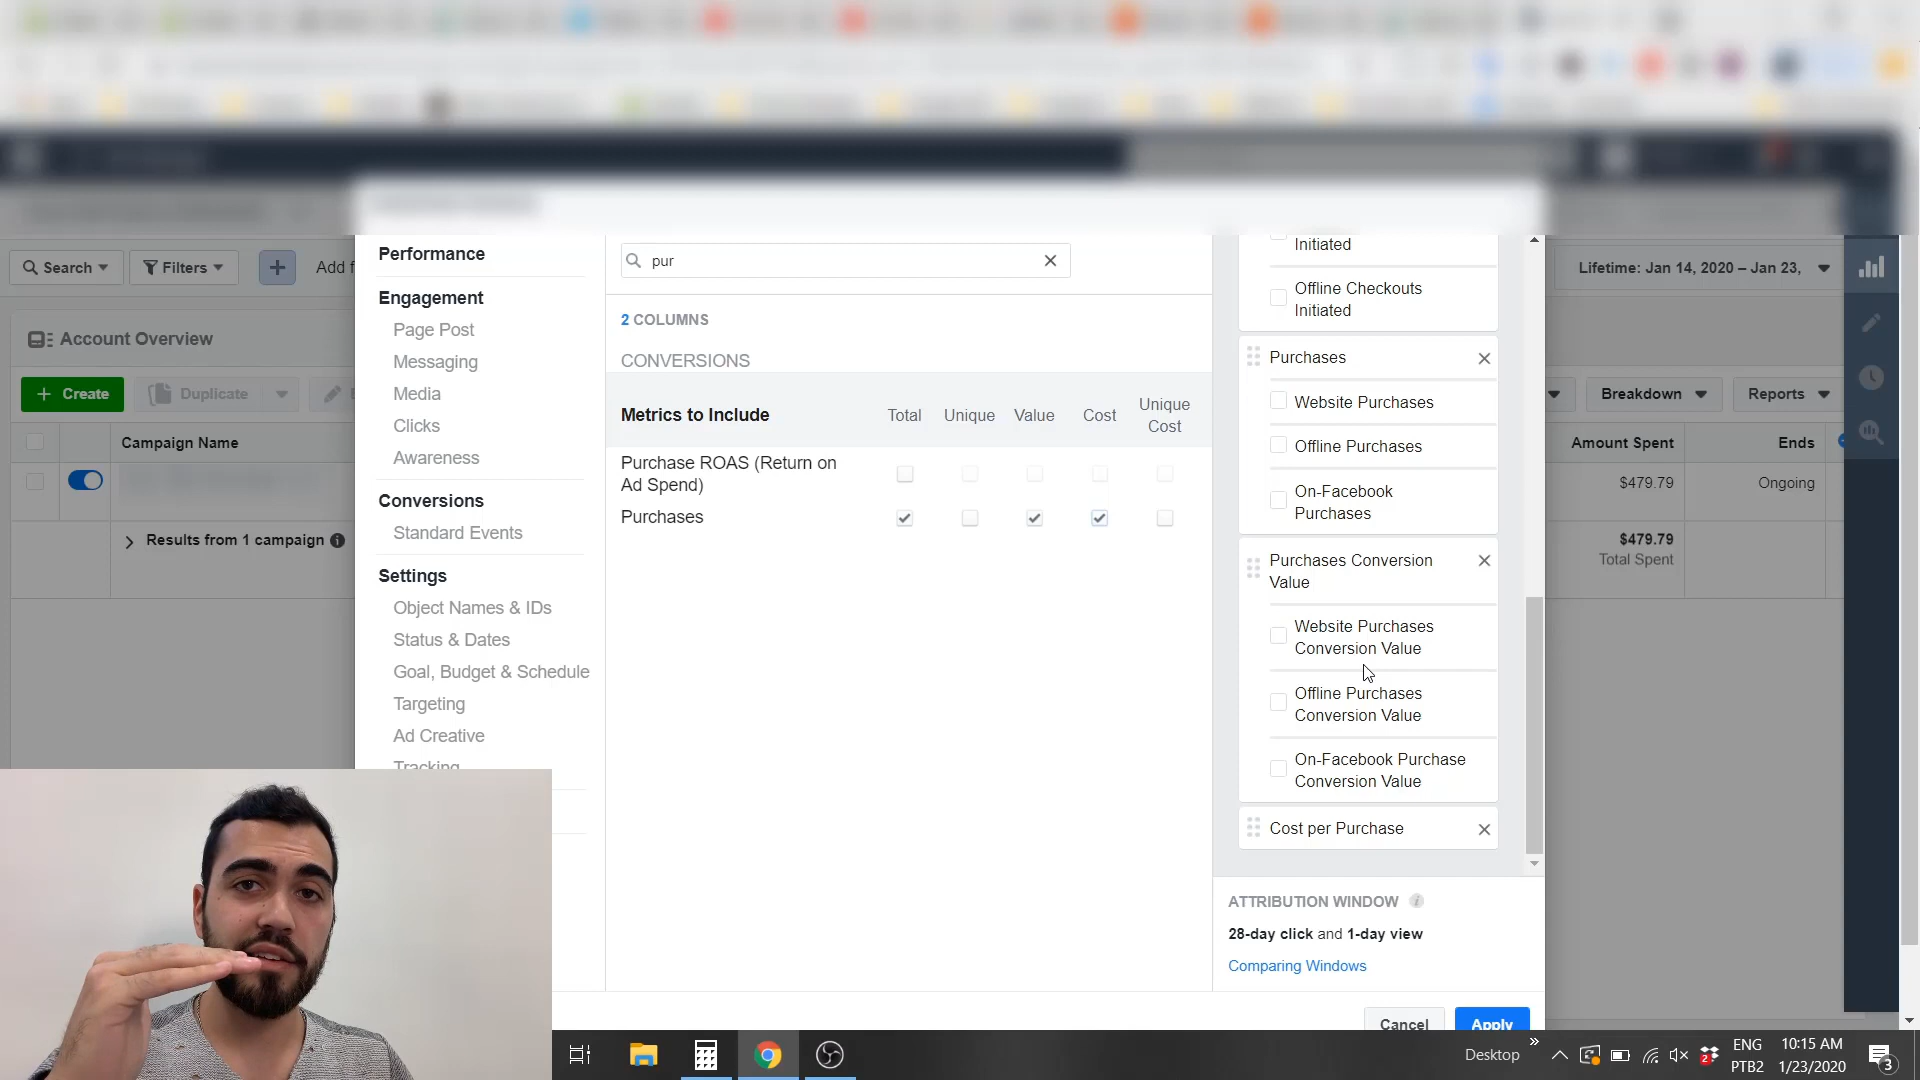 Search
Filters
Add f
Lifetime: Jan 14, 2020 – Jan 23,
Account Overview
Create
Duplicate
E
Breakdown
Reports
Campaign Name
Amount Spent
Ends
$479.79
Ongoing
Results from 1 campaign
$479.79
Total Spent
Performance
Engagement
Page Post
Messaging
Media
Clicks
Awareness
Conversions
Standard Events
Settings
Object Names & IDs
Status & Dates
Goal, Budget & Schedule
Targeting
Ad Creative
Tracking
pur
2 COLUMNS
CONVERSIONS
Metrics to Include
Total
Unique
Value
Cost
Unique
Cost
Purchase ROAS (Return on
Ad Spend)
Purchases
Initiated
Offline Checkouts
Initiated
Purchases
Website Purchases
Offline Purchases
On-Facebook
Purchases
Purchases Conversion
Value
Website Purchases
Conversion Value
Offline Purchases
Conversion Value
On-Facebook Purchase
Conversion Value
Cost per Purchase
ATTRIBUTION WINDOW
28-day click and 1-day view
Comparing Windows
Cancel
Apply
Desktop
2
ENG
PTB2
10:15 AM
1/23/2020
3